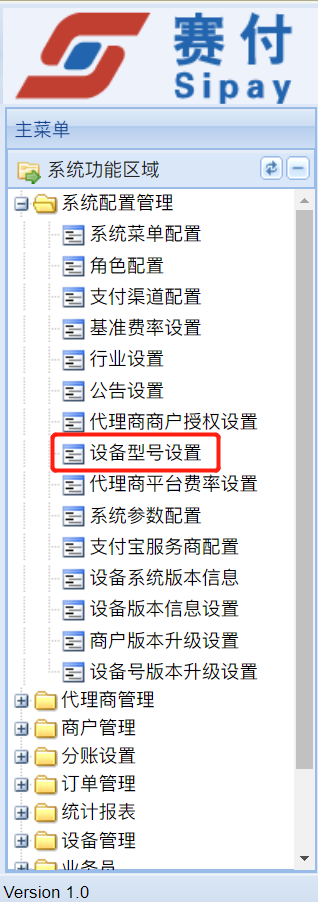 赛付
Sipay
主菜单
系统功能区域
系统配置管理
系统菜单配置
角色配置
支付渠道配置
基准费率设置
行业设置
公告设置
代理商商户授权设置
设备型号设置
代理商平台费率设置
系统参数配置
支付宝服务商配置
设备系统版本信息
设备版本信息设置
商户版本升级设置
设备号版本升级设置
代理商管理
商户管理
分账设置
订单管理
统计报表
设备管理
业务员
Version 1.0